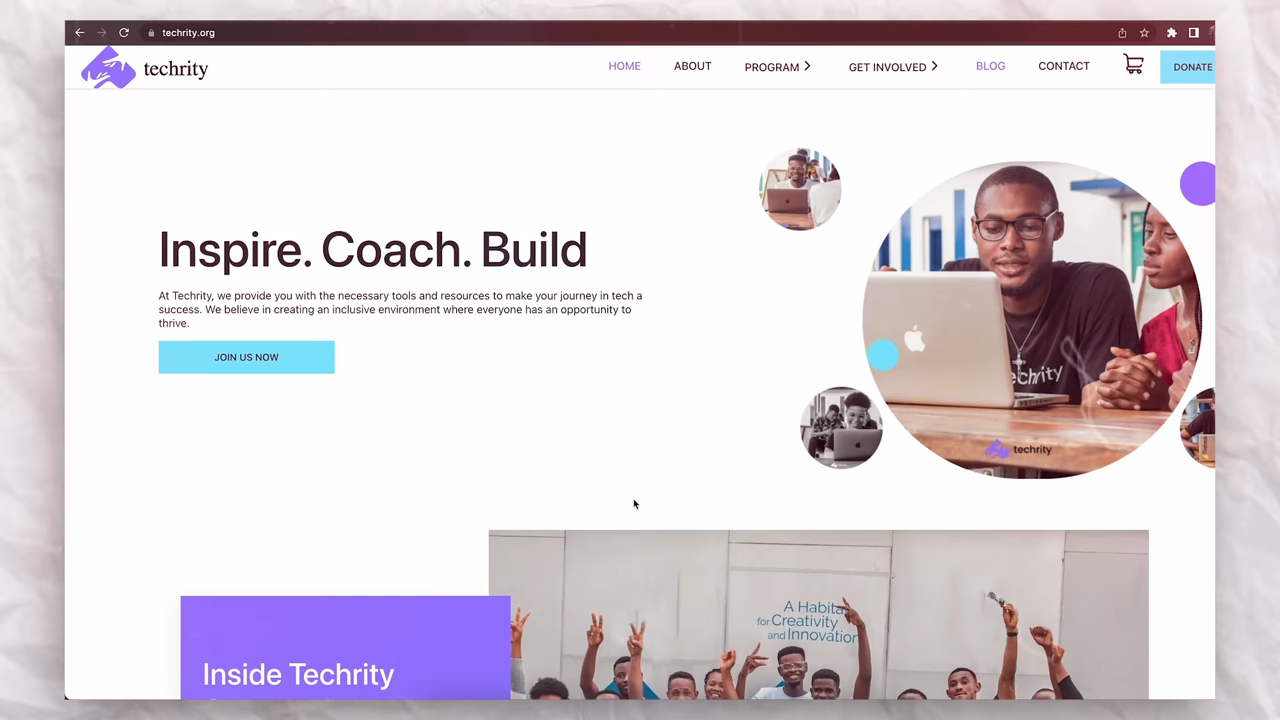 techrity.org
techrity
HOME
ABOUT
PROGRAM
GET INVOLVED
BLOG
CONTACT
DONATE
Inspire. Coach. Build
At Techrity, we provide you with the necessary tools and resources to make your journey in tech a
success. We believe in creating an inclusive environment where everyone has an opportunity to
thrive.
JOIN US NOW
echrity
techrity
A Habita
for Creativity
and Innovation
Inside Techrity